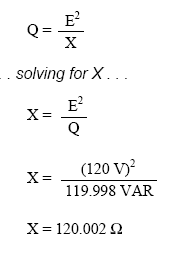 Q = E² / X
. . solving for X . . .
X = E² / Q
X = (120 V)² / 119.998 VAR
X = 120.002 Ω